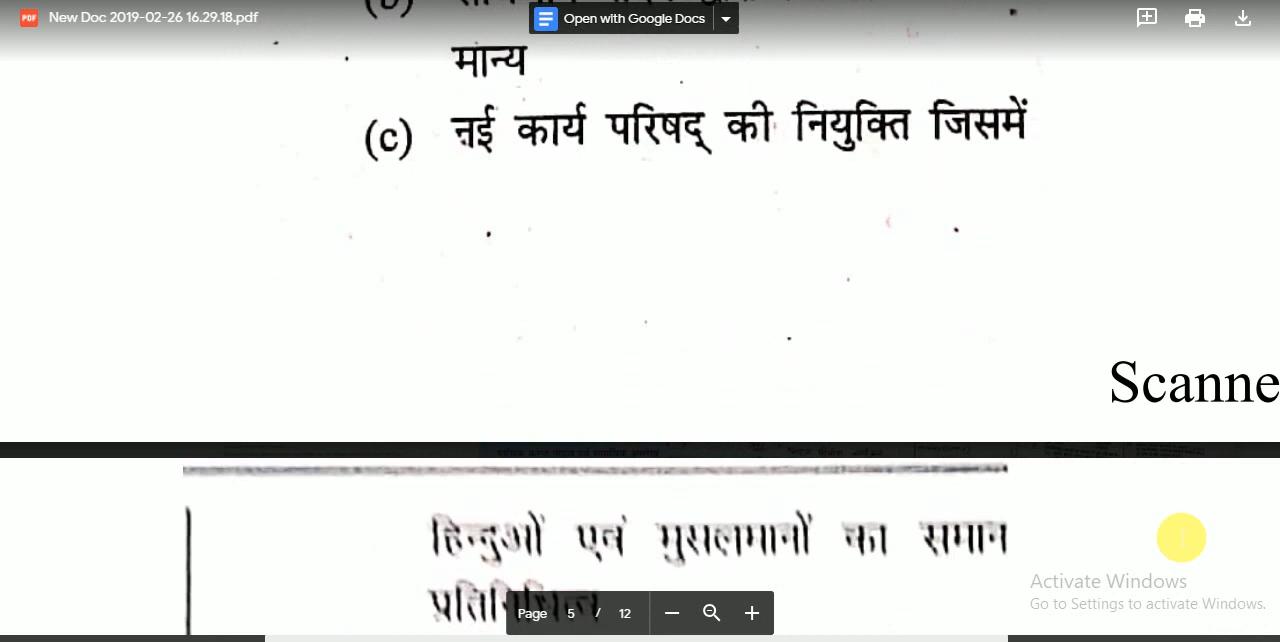 PDF New Doc 2019-02-26 16.29.18.pdf
Open with Google Docs
मान्य
(c) नई कार्य परिषद् की नियुक्ति जिसमें
Scanne
हिन्दुओं एवं मुसलमानों का समान
Page 5 / 12
Activate Windows
Go to Settings to activate Windows.